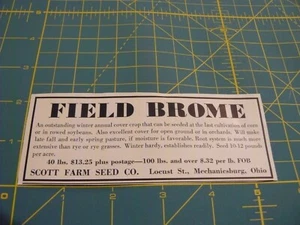 FIELD BROME
An outstanding winter annual cover crop that can be seeded at the last cultivation of corn
or in rowed soybeans. Also excellent cover for open ground or in orchards. Will make
late fall and early spring pasture, if moisture is favorable. Root system is much more
extensive than rye or rye grasses. Winter hardy, establishes readily. Seed 10-12 pounds
per acre.
40 lbs. $13.25 plus postage—100 lbs. and over 8.32 per lb. FOB
SCOTT FARM SEED CO. Locust St., Mechanicsburg, Ohio